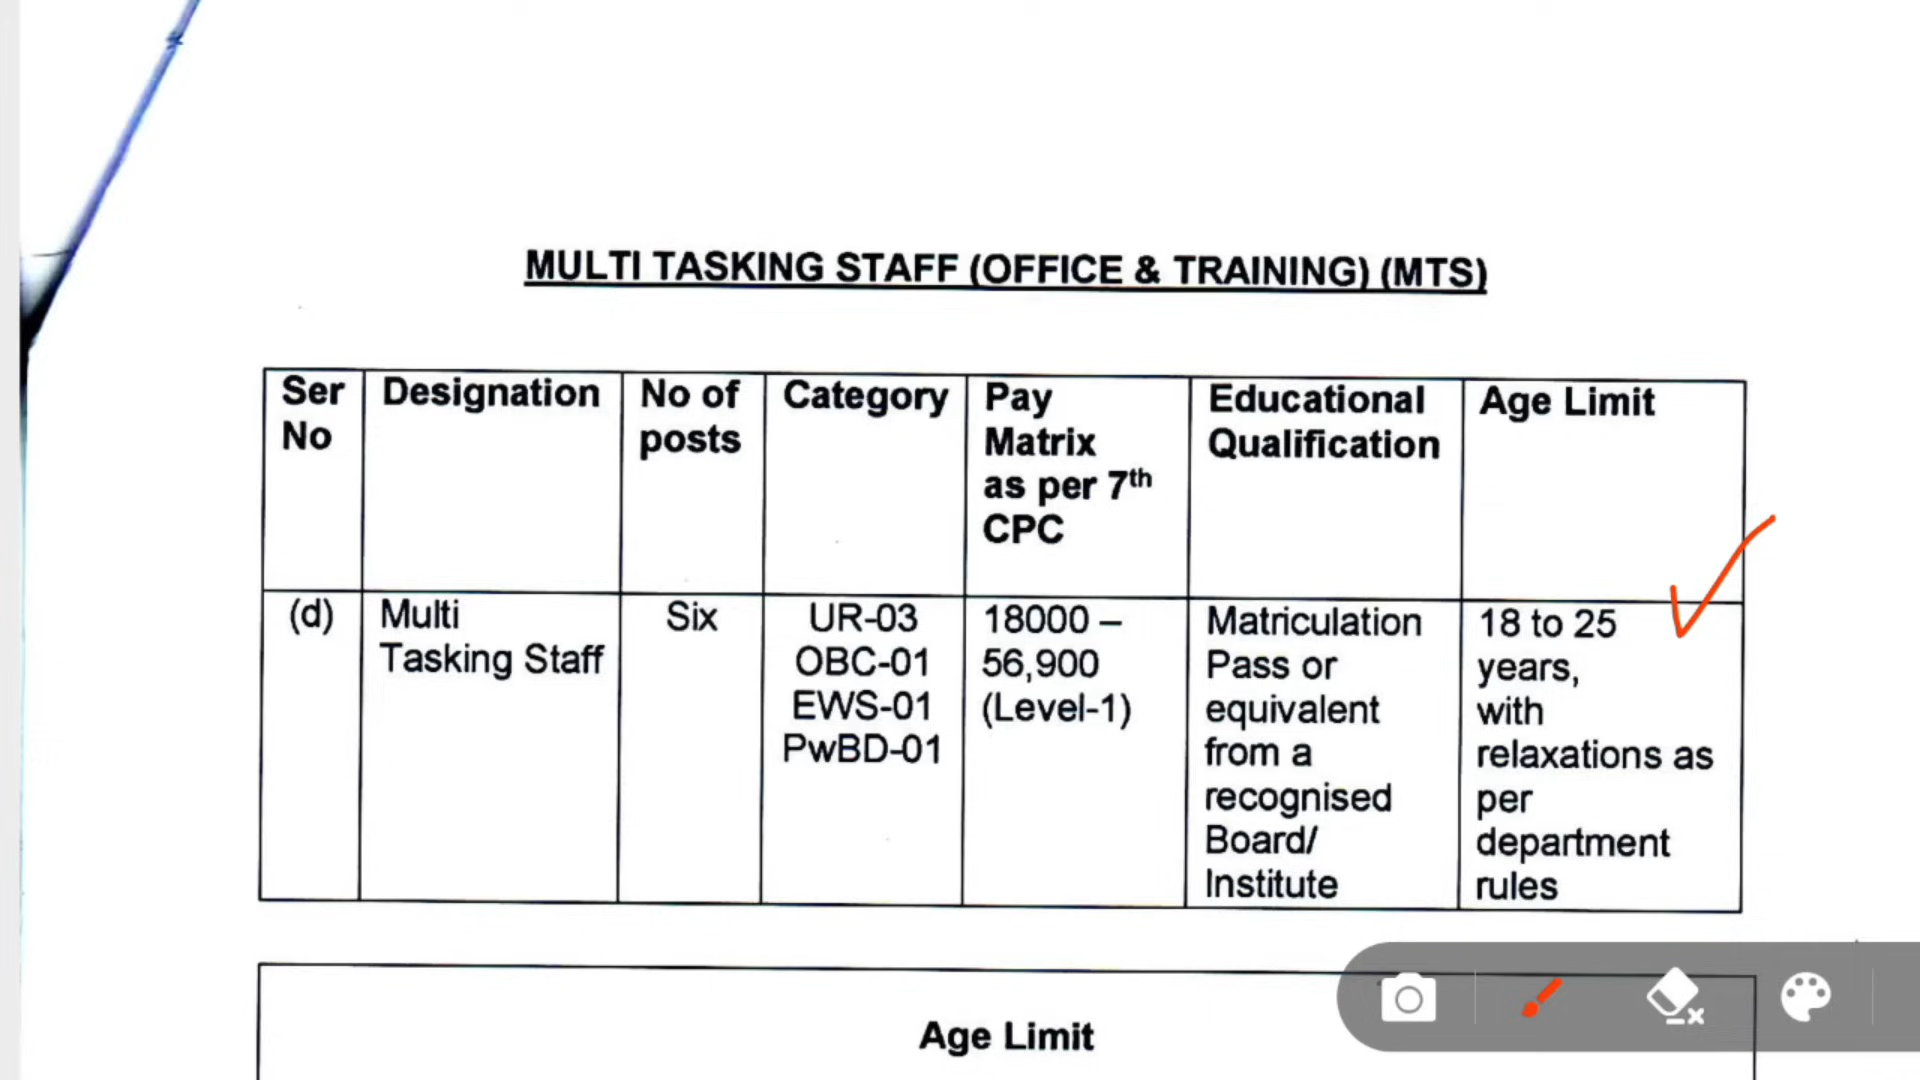 MULTI TASKING STAFF (OFFICE & TRAINING) (MTS)
Ser No
Designation
No of posts
Category
Pay Matrix as per 7th CPC
Educational Qualification
Age Limit
(d)
Multi
Tasking Staff
Six
UR-03
OBC-01
EWS-01
PwBD-01
18000 –
56,900
(Level-1)
Matriculation
Pass or
equivalent
from a
recognised
Board/
Institute
18 to 25
years,
with
relaxations as
per
department
rules
Age Limit